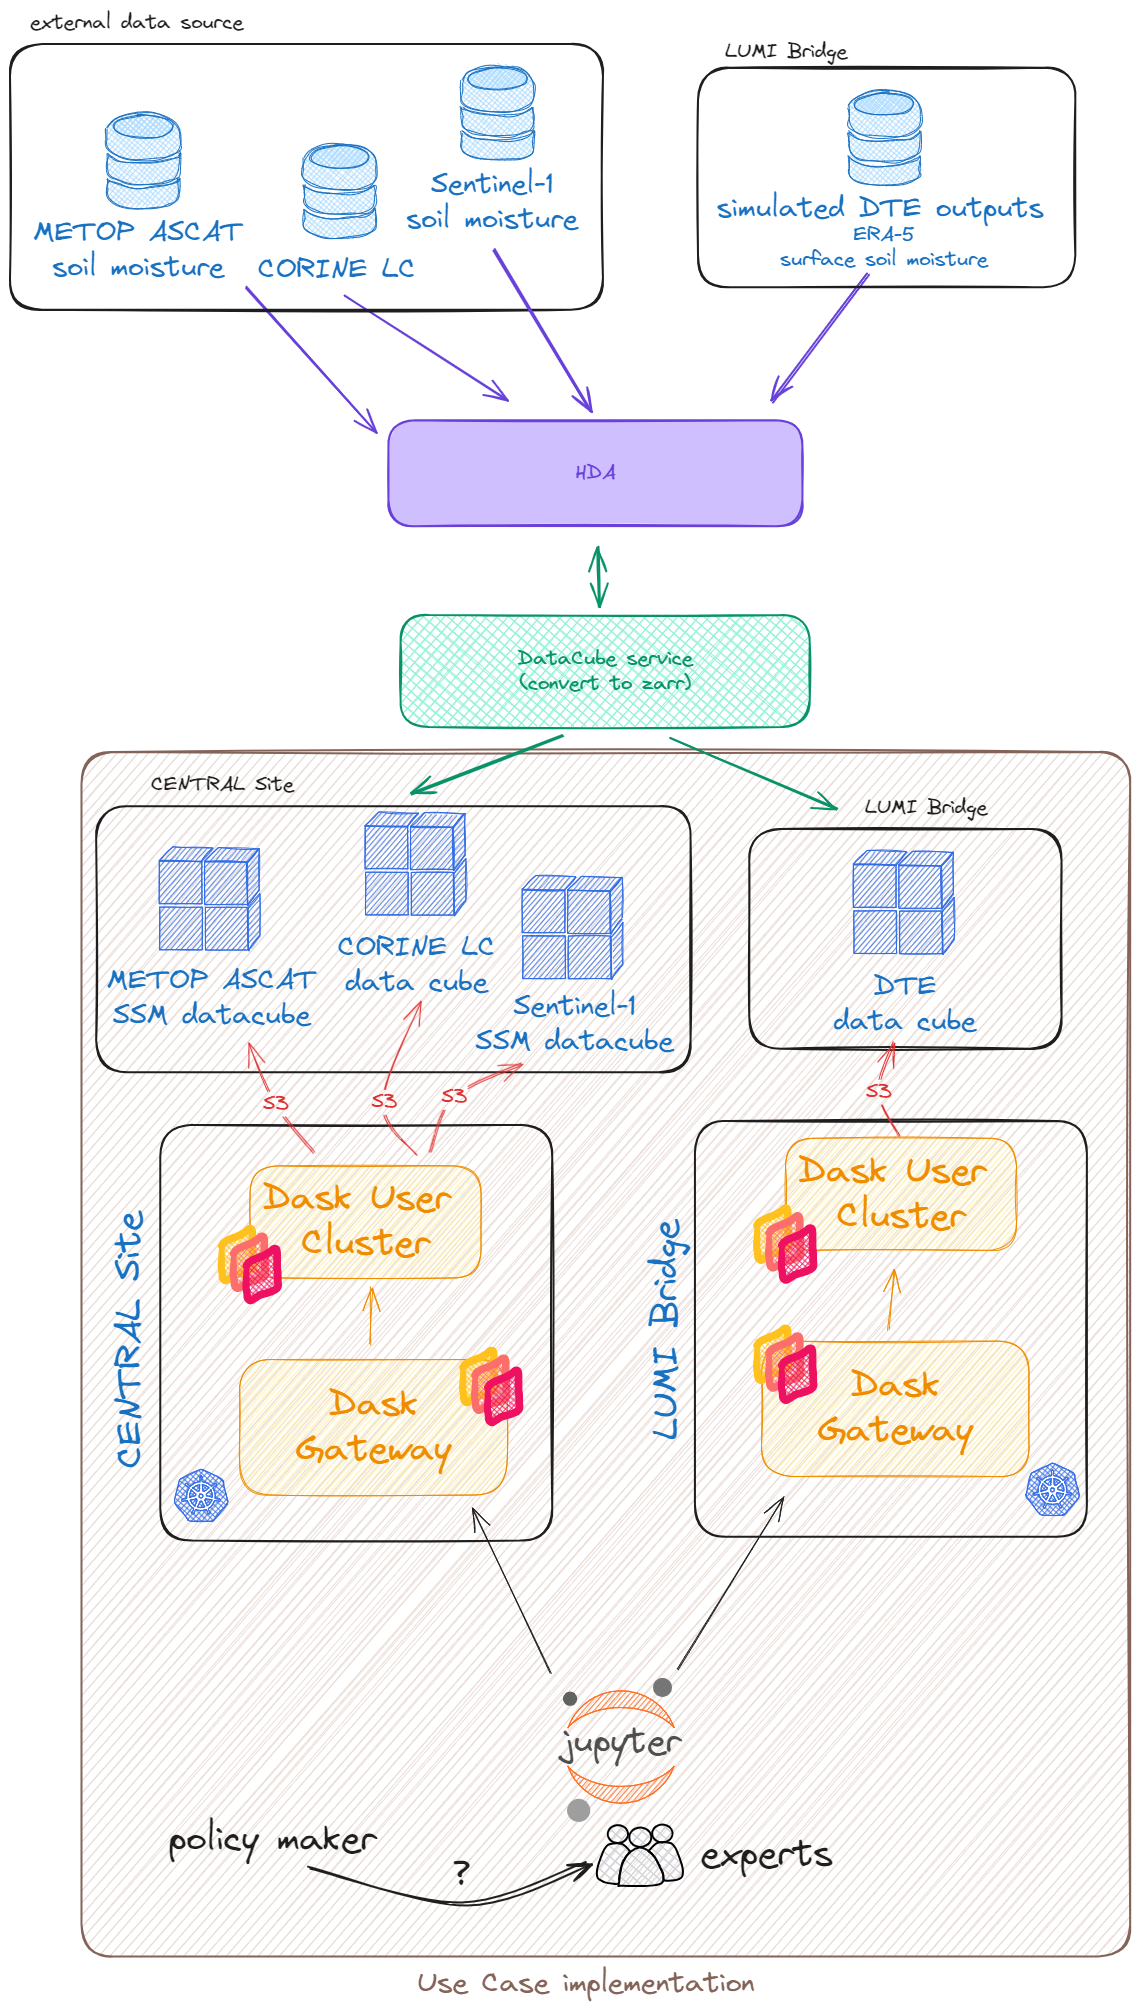 external data source
LUMI Bridge
METOP ASCAT
soil moisture
CORINE LC
Sentinel-1
soil moisture
simulated DTE outputs
ERA-5
surface soil moisture
HDA
DataCube service
(convert to zarr)
CENTRAL Site
LUMI Bridge
METOP ASCAT
SSM datacube
CORINE LC
data cube
Sentinel-1
SSM datacube
DTE
data cube
S3
S3
S3
S3
CENTRAL Site
Dask User
Cluster
Dask
Gateway
LUMI Bridge
Dask User
Cluster
Dask
Gateway
jupyter
policy maker
?
experts
Use Case implementation